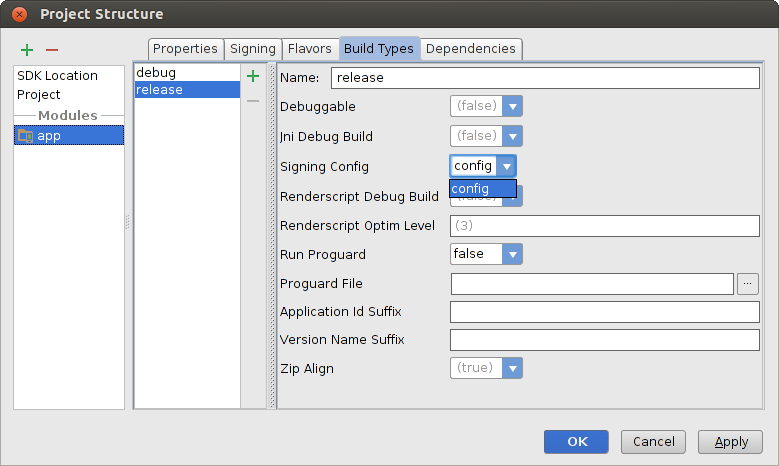 Project Structure
Properties Signing Flavors Build Types Dependencies
SDK Location
Project
Modules
app
debug
release
Name: release
Debuggable (false)
Jni Debug Build (false)
Signing Config config
config
Renderscript Debug Build (false)
Renderscript Optim Level (3)
Run Proguard false
Proguard File ...
Application Id Suffix
Version Name Suffix
Zip Align (true)
OK Cancel Apply